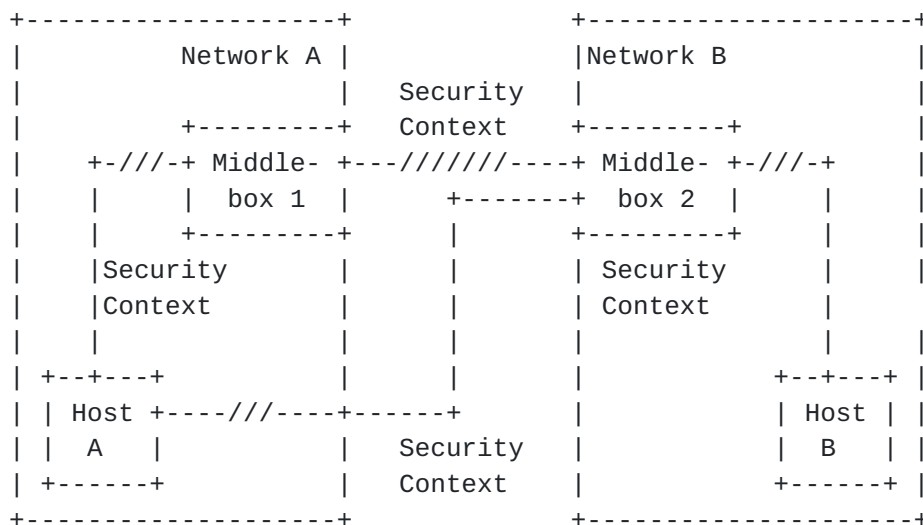 +---------------------+              +---------------------+
|          Network A |              |Network B            |
|                     |   Security   |                     |
|          +---------+   Context    +---------+           |
|    +-///-+ Middle- +---///////----+ Middle- +-///-+     |
|    |     |  box 1  |      +-------+  box 2  |     |     |
|    |     +---------+      |       +---------+     |     |
|    |Security       |      |       | Security      |     |
|    |Context        |      |       | Context       |     |
|    |               |      |       |               |     |
| +--+---+           |      |       |            +--+---+ |
| | Host +----///----+------+       |            | Host | |
| |  A   |           |   Security   |            |  B   | |
| +------+           |   Context    |            +------+ |
+---------------------+              +---------------------+